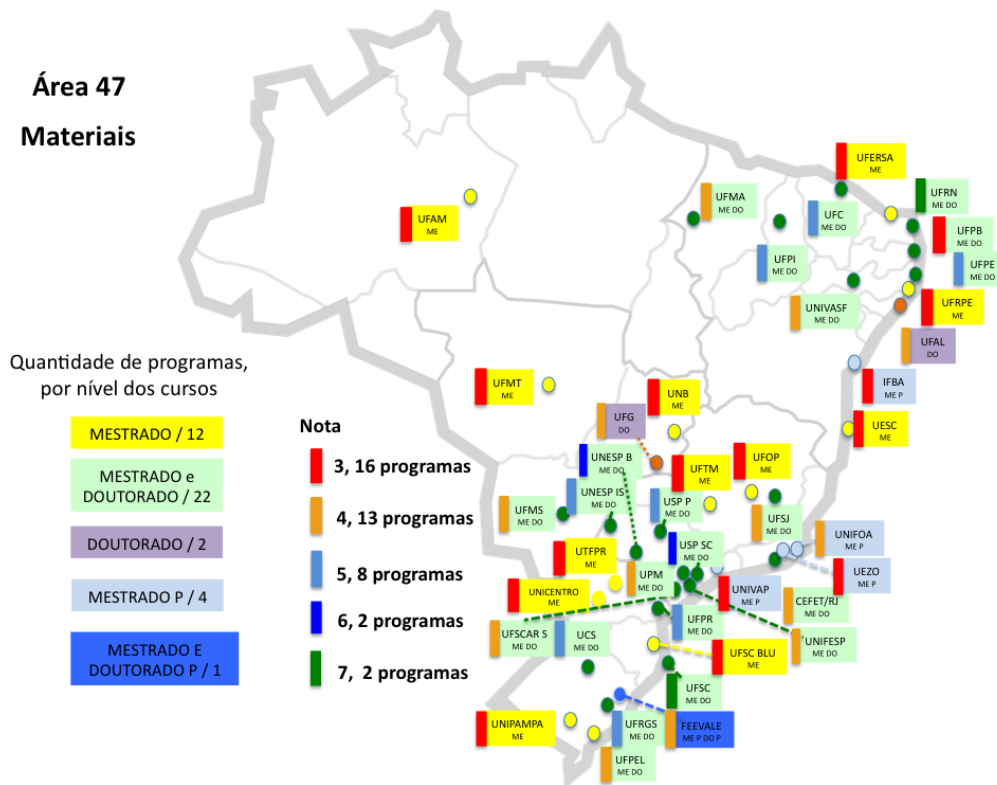 Área 47
Materiais
UFERSA
ME
UFMA
ME DO
UFC
ME DO
UFRN
ME DO
UFAM
ME
UFPB
ME DO
UFPI
ME DO
UFPE
ME DO
UNIVASF
ME DO
UFRPE
ME
UFAL
DO
Quantidade de programas,
por nível dos cursos
MESTRADO / 12
MESTRADO e
DOUTORADO / 22
DOUTORADO / 2
MESTRADO P / 4
MESTRADO E
DOUTORADO P / 1
Nota
3, 16 programas
4, 13 programas
5, 8 programas
6, 2 programas
7, 2 programas
UFMT
ME
UNB
ME
IFBA
ME P
UFG
DO
UESC
ME
UNESP B
ME DO
UFTM
ME
UFOP
ME
UNESP IS
ME DO
USP P
ME DO
UFMS
ME DO
UFSJ
ME DO
UNIFOA
ME P
UTFPR
ME
USP SC
ME DO
UEZO
ME P
UPM
ME DO
UNICENTRO
ME
UNIVAP
ME P
CEFET/RJ
ME DO
UFSCAR S
ME DO
UCS
ME DO
UFPR
ME DO
UNIFESP
ME DO
UFSC BLU
ME
UFSC
ME DO
UNIPAMPA
ME
UFRGS
ME DO
FEEVALE
ME P DO P
UFPEL
ME DO